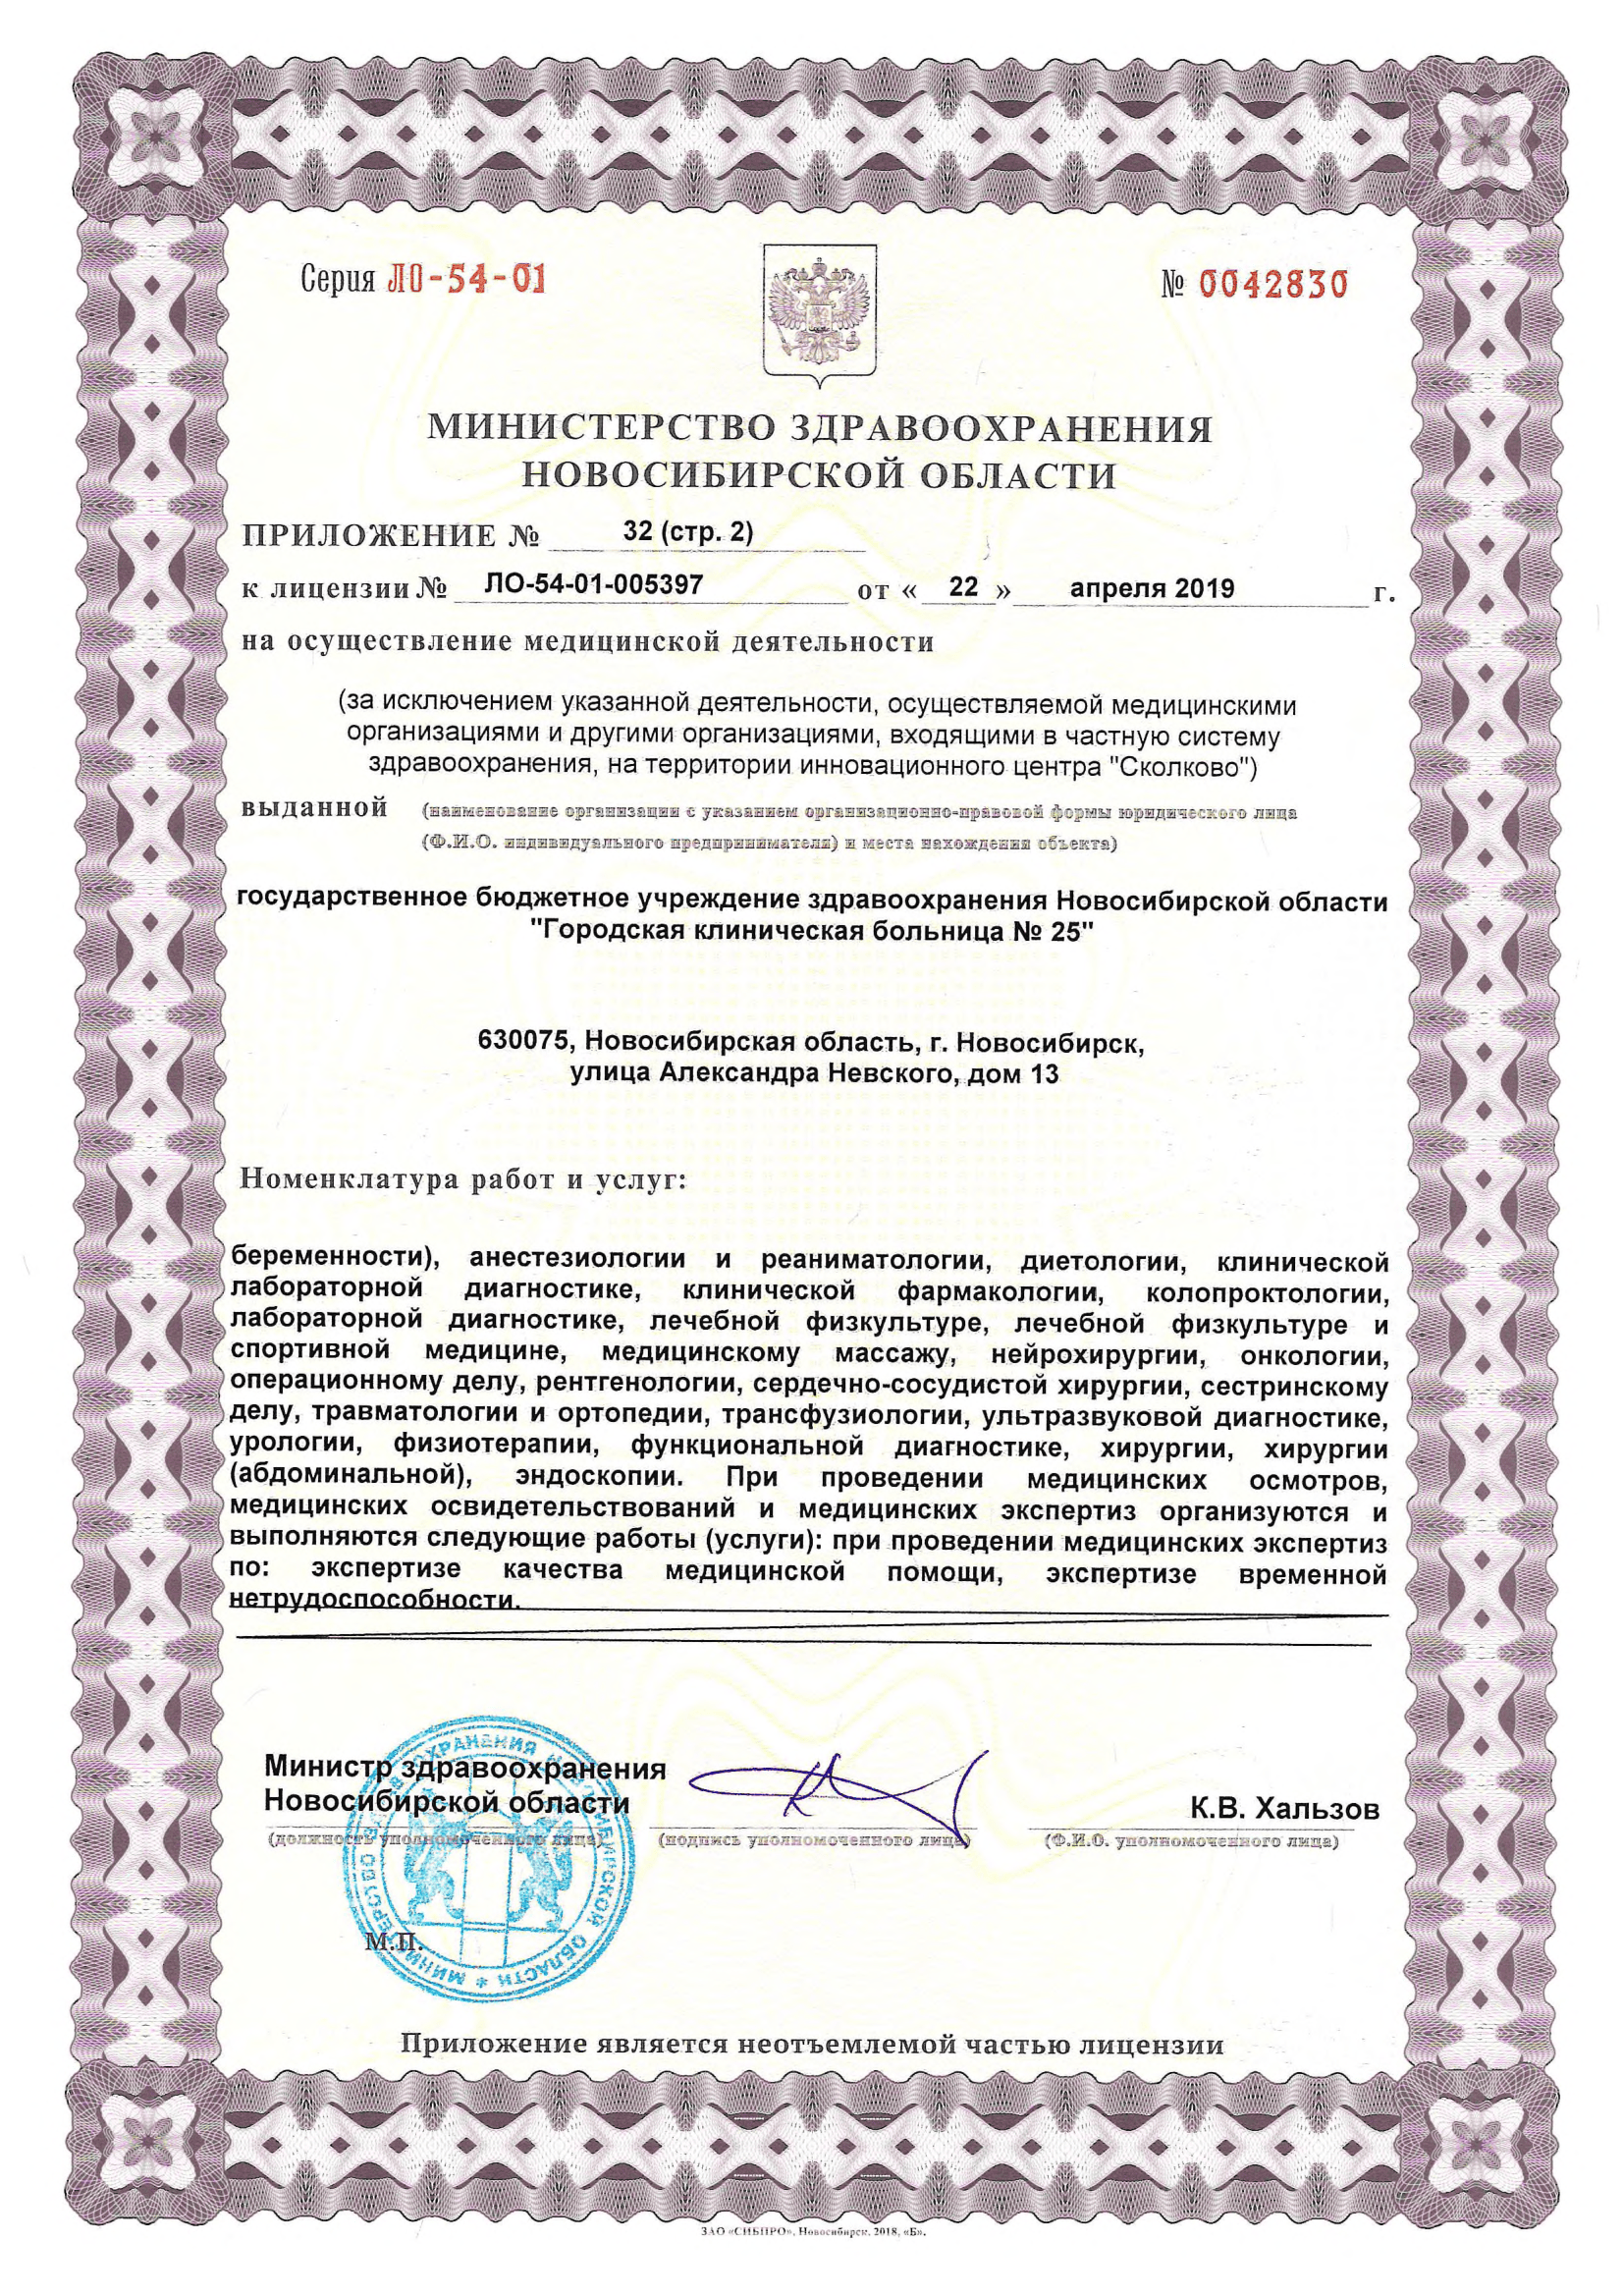 Серия ЛО-54-01
№ 0042830
МИНИСТЕРСТВО ЗДРАВООХРАНЕНИЯ
НОВОСИБИРСКОЙ ОБЛАСТИ
ПРИЛОЖЕНИЕ № 32 (стр. 2)
к лицензии № ЛО-54-01-005397 от « 22 » апреля 2019 г.
на осуществление медицинской деятельности
(за исключением указанной деятельности, осуществляемой медицинскими
организациями и другими организациями, входящими в частную систему
здравоохранения, на территории инновационного центра "Сколково")
выданной (наименование организации с указанием организационно-правовой формы юридического лица
(Ф.И.О. индивидуального предпринимателя) и места нахождения объекта)
государственное бюджетное учреждение здравоохранения Новосибирской области
"Городская клиническая больница № 25"
630075, Новосибирская область, г. Новосибирск,
улица Александра Невского, дом 13
Номенклатура работ и услуг:
беременности), анестезиологии и реаниматологии, диетологии, клинической
лабораторной диагностике, клинической фармакологии, колопроктологии,
лабораторной диагностике, лечебной физкультуре, лечебной физкультуре и
спортивной медицине, медицинскому массажу, нейрохирургии, онкологии,
операционному делу, рентгенологии, сердечно-сосудистой хирургии, сестринскому
делу, травматологии и ортопедии, трансфузиологии, ультразвуковой диагностике,
урологии, физиотерапии, функциональной диагностике, хирургии, хирургии
(абдоминальной), эндоскопии. При проведении медицинских осмотров,
медицинских освидетельствований и медицинских экспертиз организуются и
выполняются следующие работы (услуги): при проведении медицинских экспертиз
по: экспертизе качества медицинской помощи, экспертизе временной
нетрудоспособности.
Министр здравоохранения
Новосибирской области
К.В. Хальзов
(должность уполномоченного лица) (подпись уполномоченного лица) (Ф.И.О. уполномоченного лица)
МИНИСТЕРСТВО ЗДРАВООХРАНЕНИЯ НОВОСИБИРСКОЙ ОБЛАСТИ *
М.П.
Приложение является неотъемлемой частью лицензии
ЗАО «СИБПРО», Новосибирск, 2018, «Б».